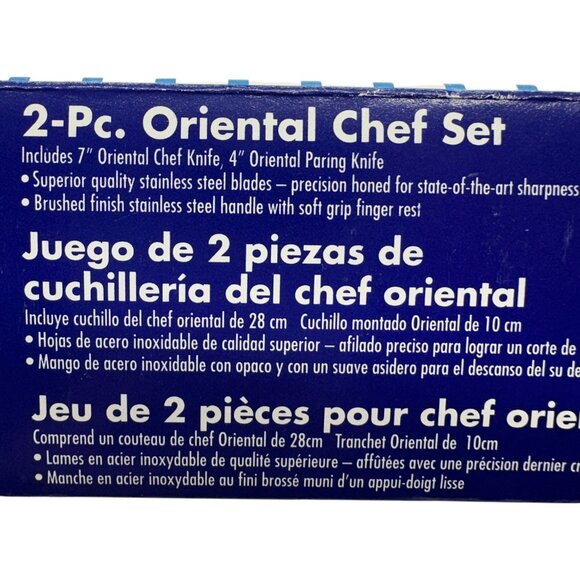 2-Pc. Oriental Chef Set
Includes 7” Oriental Chef Knife, 4” Oriental Paring Knife
• Superior quality stainless steel blades – precision honed for state-of-the-art sharpness
• Brushed finish stainless steel handle with soft grip finger rest
Juego de 2 piezas de
cuchillería del chef oriental
Incluye cuchillo del chef oriental de 28 cm Cuchillo montado Oriental de 10 cm
• Hojas de acero inoxidable de calidad superior – afilado preciso para lograr un corte de
• Mango de acero inoxidable con opaco y con un suave asidero para el descanso del su de
Jeu de 2 pièces pour chef orien
Comprend un couteau de chef Oriental de 28cm Tranchet Oriental de 10cm
• Lames en acier inoxydable de qualité supérieure – affûtées avec une précision dernier cr
• Manche en acier inoxydable au fini brossé muni d’un appui-doigt lisse